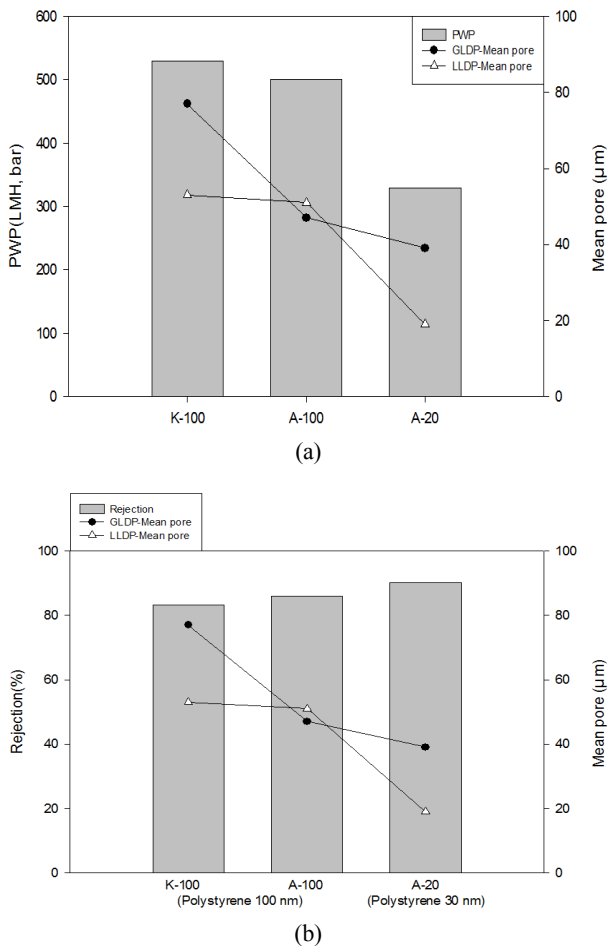 600
500
400
300
200
100
0
PWP(LMH, bar)
PWP
GLDP-Mean pore
LLDP-Mean pore
100
80
60
40
20
0
Mean pore (μm)
K-100 A-100 A-20
(a)
Rejection
GLDP-Mean pore
LLDP-Mean pore
100
80
60
40
20
0
Rejection(%)
100
80
60
40
20
0
Mean pore (μm)
K-100 A-100 A-20
(Polystyrene 100 nm) (Polystyrene 30 nm)
(b)